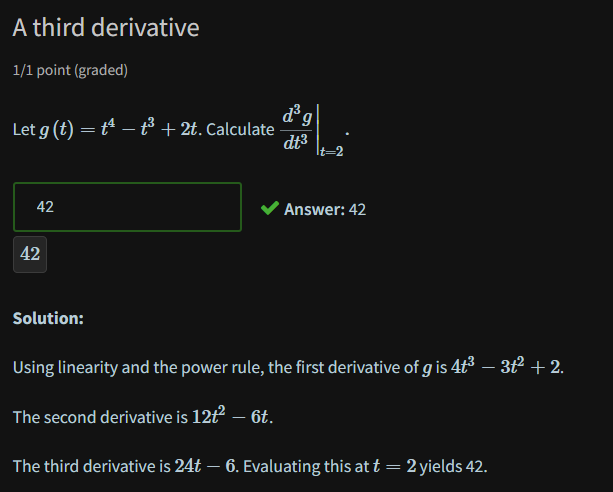 A third derivative
1/1 point (graded)
Let g (t) = t⁴ − t³ + 2t. Calculate d³g/dt³ |ₜ₌₂ .
42
✔ Answer: 42
42
Solution:
Using linearity and the power rule, the first derivative of g is 4t³ − 3t² + 2.
The second derivative is 12t² − 6t.
The third derivative is 24t − 6. Evaluating this at t = 2 yields 42.